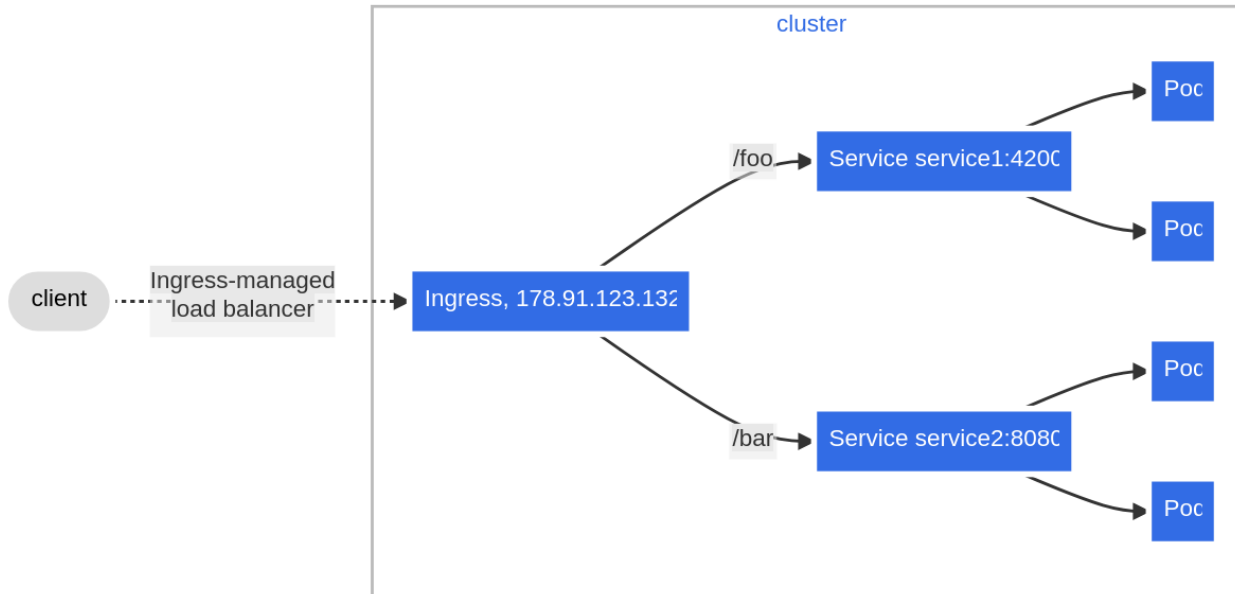 cluster
client
Ingress-managed
load balancer
Ingress, 178.91.123.132
/foo
Service service1:4200
Pod
Pod
/bar
Service service2:8080
Pod
Pod